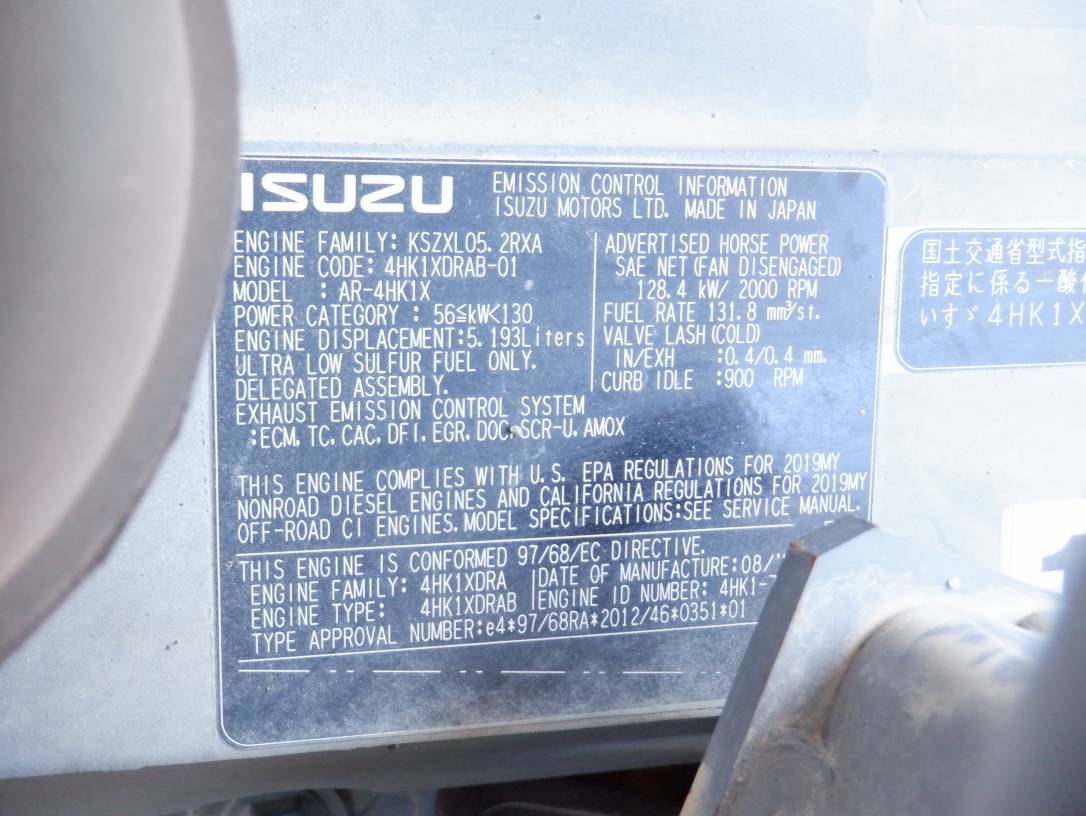 ISUZU
EMISSION CONTROL INFORMATION
ISUZU MOTORS LTD. MADE IN JAPAN
ENGINE FAMILY: KSZXL05.2RXA
ENGINE CODE: 4HK1XDRAB-01
MODEL : AR-4HK1X
POWER CATEGORY : 56≦kW<130
ENGINE DISPLACEMENT:5.193Liters
ULTRA LOW SULFUR FUEL ONLY.
DELEGATED ASSEMBLY.
ADVERTISED HORSE POWER
SAE NET(FAN DISENGAGED)
128.4 kW/ 2000 RPM
FUEL RATE 131.8 mm³/st.
VALVE LASH(COLD)
IN/EXH :0.4/0.4 mm.
CURB IDLE :900 RPM
EXHAUST EMISSION CONTROL SYSTEM
:ECM,TC,CAC,DFI,EGR,DOC,SCR-U,AMOX
THIS ENGINE COMPLIES WITH U.S. EPA REGULATIONS FOR 2019MY
NONROAD DIESEL ENGINES AND CALIFORNIA REGULATIONS FOR 2019MY
OFF-ROAD CI ENGINES.MODEL SPECIFICATIONS:SEE SERVICE MANUAL.
THIS ENGINE IS CONFORMED 97/68/EC DIRECTIVE.
ENGINE FAMILY: 4HK1XDRA
ENGINE TYPE: 4HK1XDRAB
DATE OF MANUFACTURE:08/
ENGINE ID NUMBER: 4HK1-
TYPE APPROVAL NUMBER:e4*97/68RA*2012/46*0351*01
国土交通省型式指
指定に係る一酸
いすゞ4HK1X
1